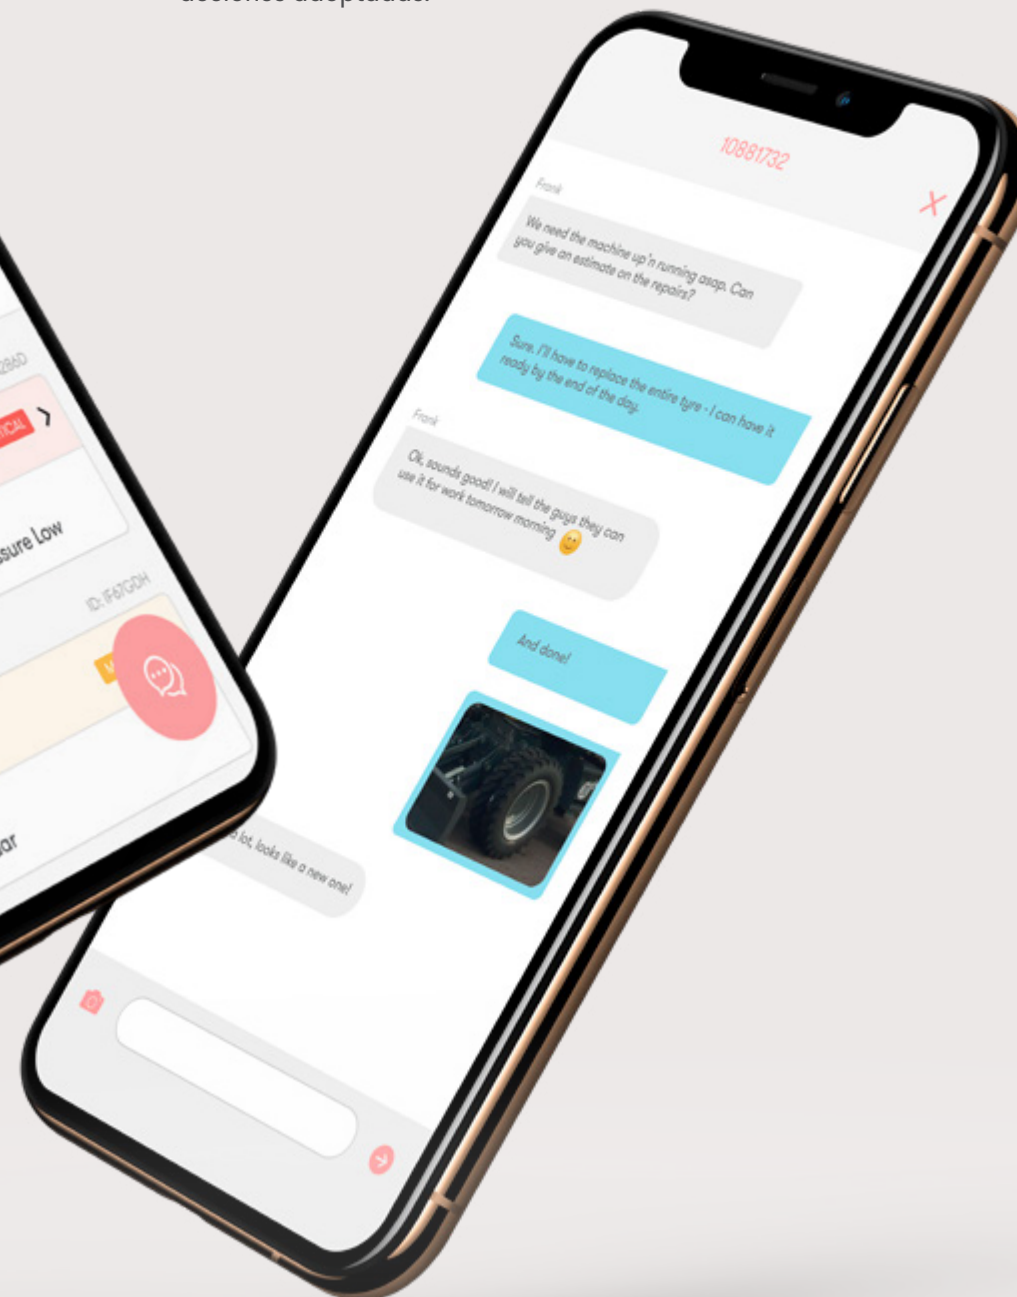 10881732
X
Frank
We need the machine up'n running asap. Can
you give an estimate on the repairs?
Sure, I'll have to replace the entire tyre - I can have it
ready by the end of the day.
Frank
Ok, sounds good! I will tell the guys they can
use it for work tomorrow morning 🙂
And done!
a lot, looks like a new one!
ID: 1F67GDH